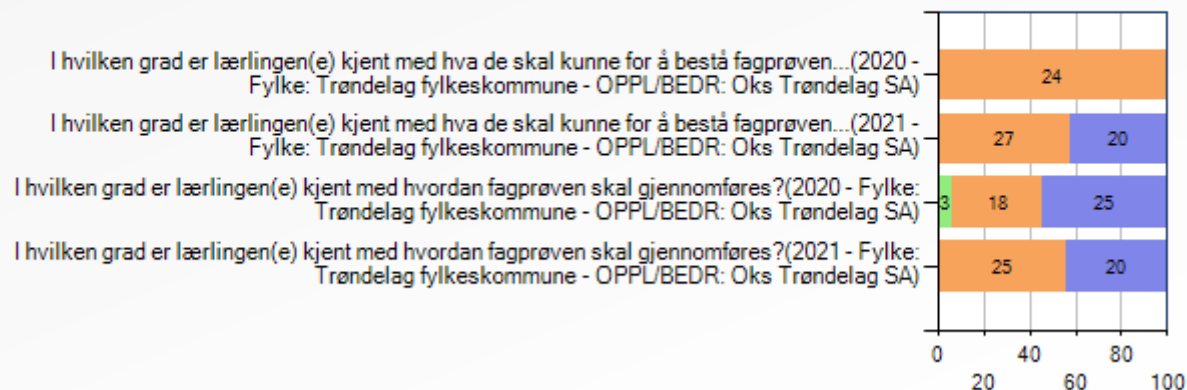 I hvilken grad er lærlingen(e) kjent med hva de skal kunne for å bestå fagprøven...(2020 -
Fylke: Trøndelag fylkeskommune - OPPL/BEDR: Oks Trøndelag SA)
24
I hvilken grad er lærlingen(e) kjent med hva de skal kunne for å bestå fagprøven...(2021 -
Fylke: Trøndelag fylkeskommune - OPPL/BEDR: Oks Trøndelag SA)
27 20
I hvilken grad er lærlingen(e) kjent med hvordan fagprøven skal gjennomføres?(2020 - Fylke:
Trøndelag fylkeskommune - OPPL/BEDR: Oks Trøndelag SA)
3 18 25
I hvilken grad er lærlingen(e) kjent med hvordan fagprøven skal gjennomføres?(2021 - Fylke:
Trøndelag fylkeskommune - OPPL/BEDR: Oks Trøndelag SA)
25 20
0 40 80
20 60 100